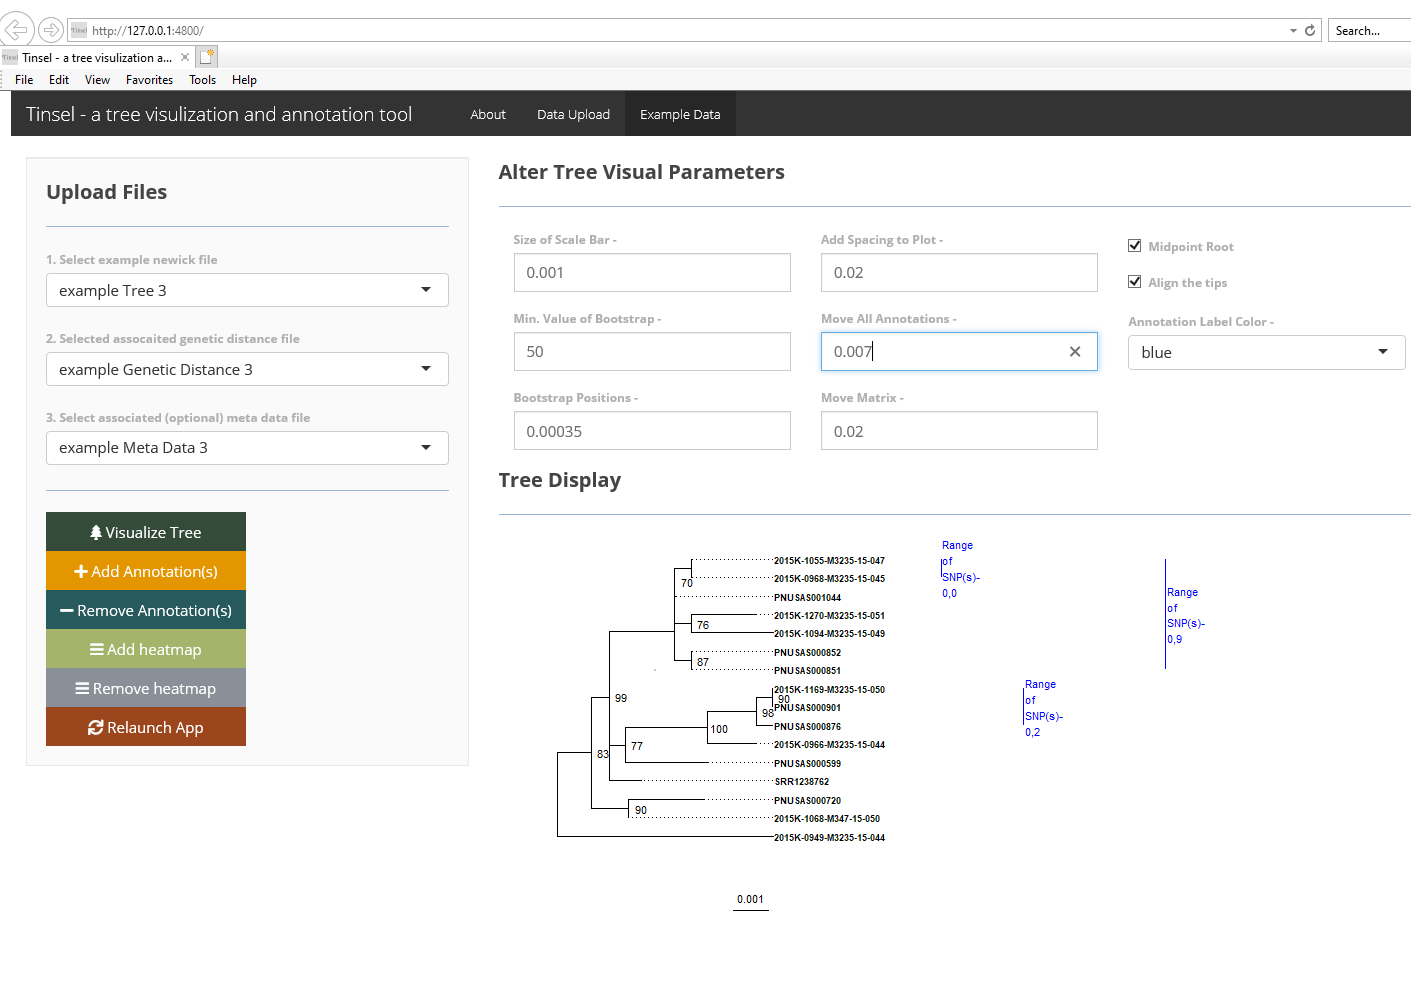 http://127.0.0.1:4800/
Search...
Tinsel - a tree visulization a...
File Edit View Favorites Tools Help
Tinsel - a tree visulization and annotation tool About Data Upload Example Data
Upload Files
1. Select example newick file
example Tree 3
2. Selected assocaited genetic distance file
example Genetic Distance 3
3. Select associated (optional) meta data file
example Meta Data 3
Visualize Tree
Add Annotation(s)
Remove Annotation(s)
Add heatmap
Remove heatmap
Relaunch App
Alter Tree Visual Parameters
Size of Scale Bar -
0.001
Min. Value of Bootstrap -
50
Bootstrap Positions -
0.00035
Add Spacing to Plot -
0.02
Move All Annotations -
0.007
Move Matrix -
0.02
Midpoint Root
Align the tips
Annotation Label Color -
blue
Tree Display
2015K-1055-M3235-15-047
70
2015K-0968-M3235-15-045
PNUSAS001044
2015K-1270-M3235-15-051
76
2015K-1094-M3235-15-049
PNUSAS000852
87
PNUSAS000851
2015K-1169-M3235-15-050
99
90
PNUSAS000901
98
PNUSAS000876
100
2015K-0966-M3235-15-044
77
83
PNUSAS000599
SRR1238762
PNUSAS000720
90
2015K-1068-M347-15-050
2015K-0949-M3235-15-044
Range
of
SNP(s)-
0,0
Range
of
SNP(s)-
0,9
Range
of
SNP(s)-
0,2
0.001